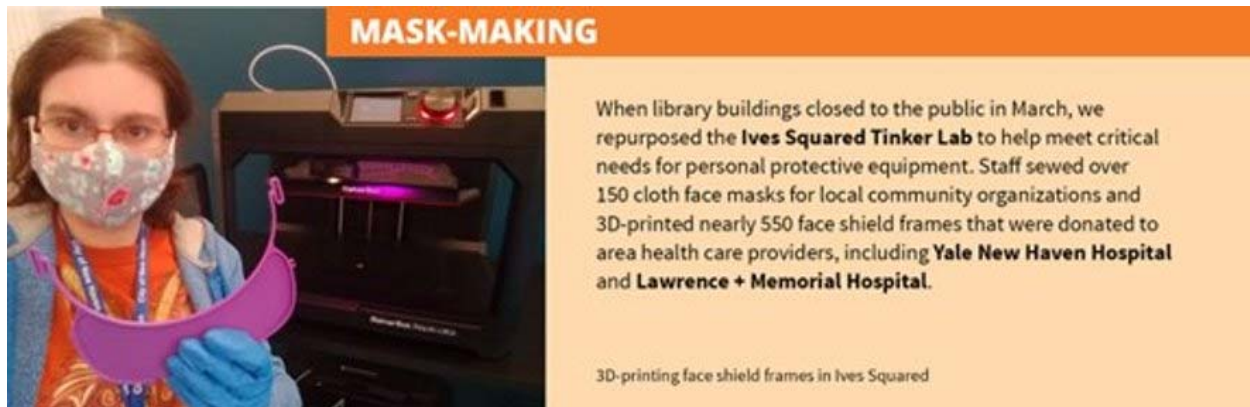 MASK-MAKING
When library buildings closed to the public in March, we
repurposed the Ives Squared Tinker Lab to help meet critical
needs for personal protective equipment. Staff sewed over
150 cloth face masks for local community organizations and
3D-printed nearly 550 face shield frames that were donated to
area health care providers, including Yale New Haven Hospital
and Lawrence + Memorial Hospital.
3D-printing face shield frames in Ives Squared